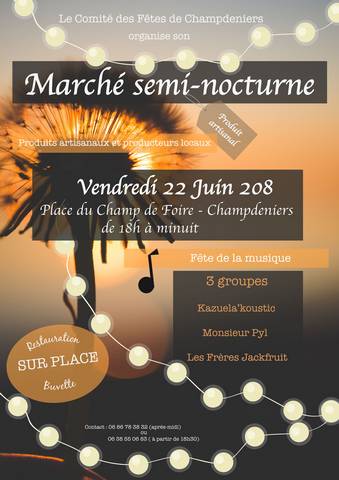 Le Comité des Fêtes de Champdeniers
organise son
Marché semi-nocturne
Produit
artisanal
Produits artisanaux et producteurs locaux
Vendredi 22 Juin 208
Place du Champ de Foire - Champdeniers
de 18h à minuit
Fête de la musique
3 groupes
Kazuela'koustic
Monsieur Pyl
Les Frères Jackfruit
Restauration
SUR PLACE
Buvette
Contact : 06 86 78 38 32 (après-midi)
ou
06 38 55 06 53 ( à partir de 18h30)